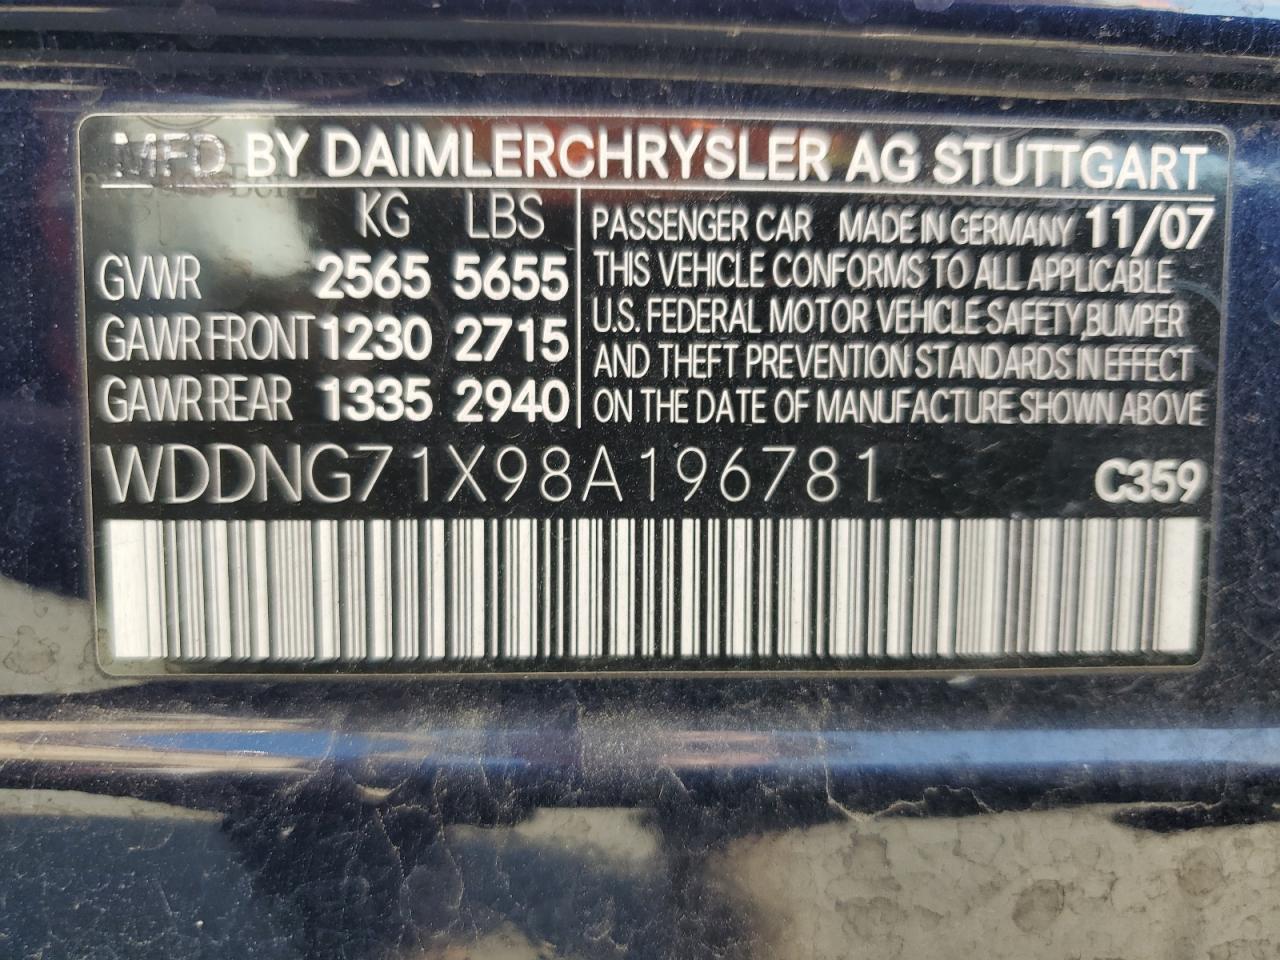 MFD BY DAIMLERCHRYSLER AG STUTTGART
KG LBS
GVWR 2565 5655
GAWR FRONT 1230 2715
GAWR REAR 1335 2940
PASSENGER CAR MADE IN GERMANY 11/07
THIS VEHICLE CONFORMS TO ALL APPLICABLE
U.S. FEDERAL MOTOR VEHICLE SAFETY, BUMPER
AND THEFT PREVENTION STANDARDS IN EFFECT
ON THE DATE OF MANUFACTURE SHOWN ABOVE
WDDNG71X98A196781 C359